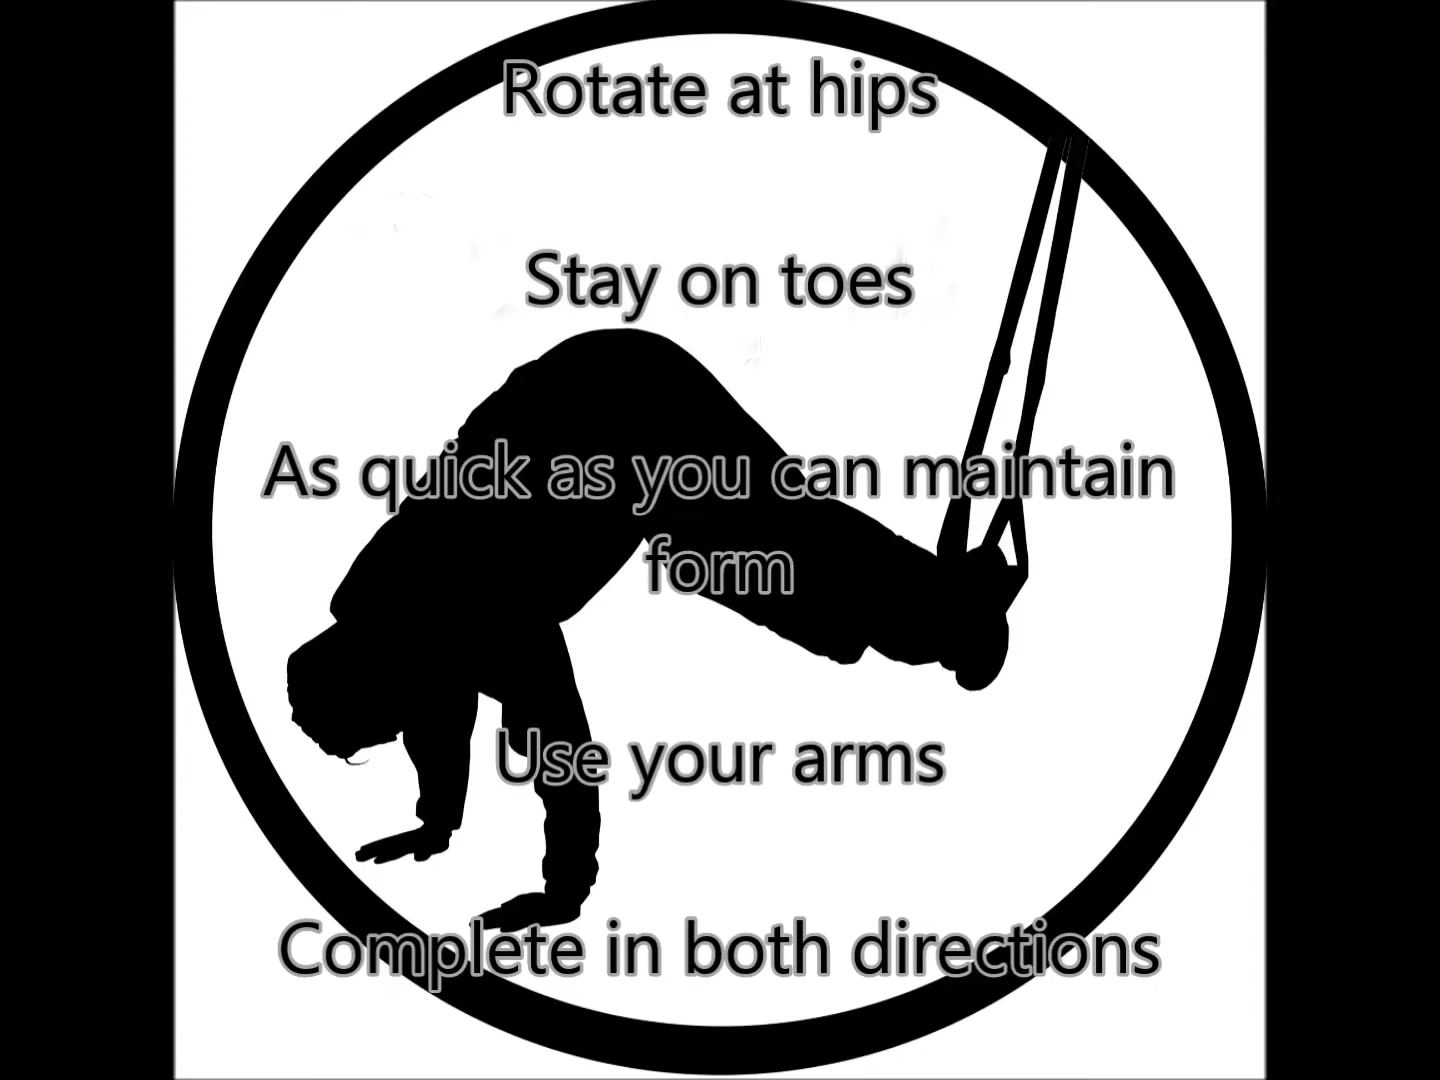 Rotate at hips
Stay on toes
As quick as you can maintain
form
Use your arms
Complete in both directions